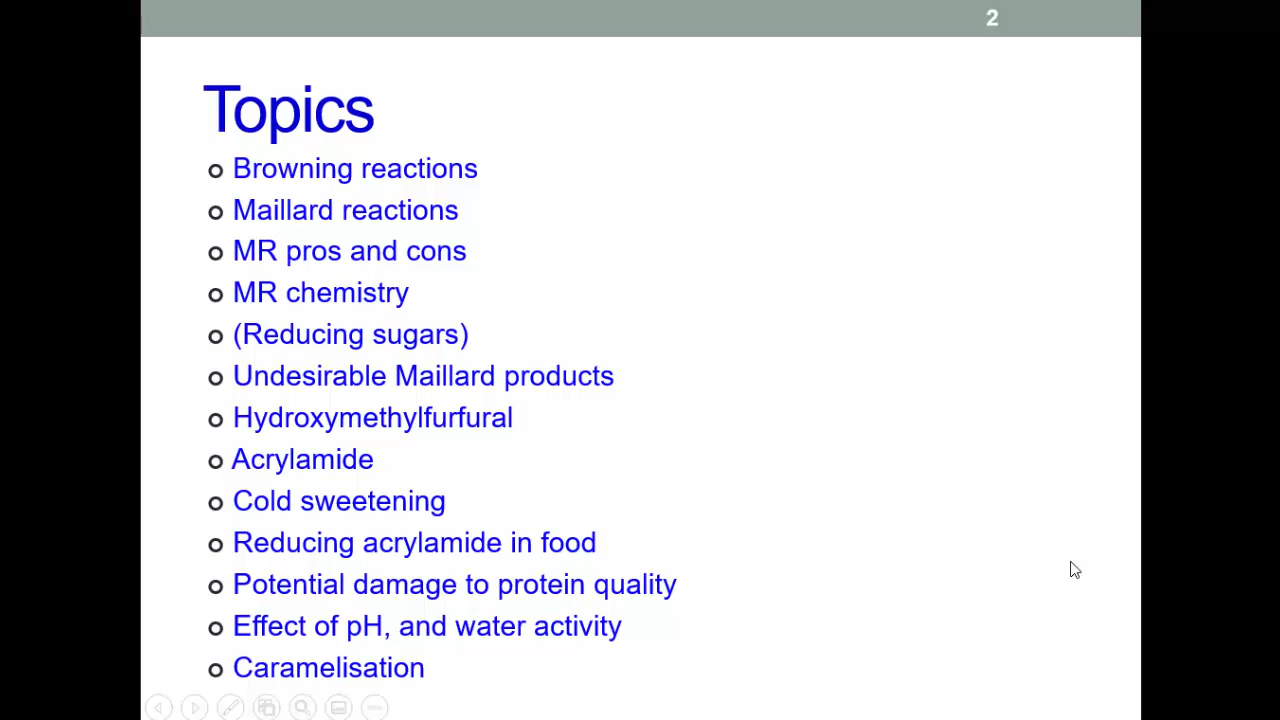 2
Topics
Browning reactions
Maillard reactions
MR pros and cons
MR chemistry
(Reducing sugars)
Undesirable Maillard products
Hydroxymethylfurfural
Acrylamide
Cold sweetening
Reducing acrylamide in food
Potential damage to protein quality
Effect of pH, and water activity
Caramelisation